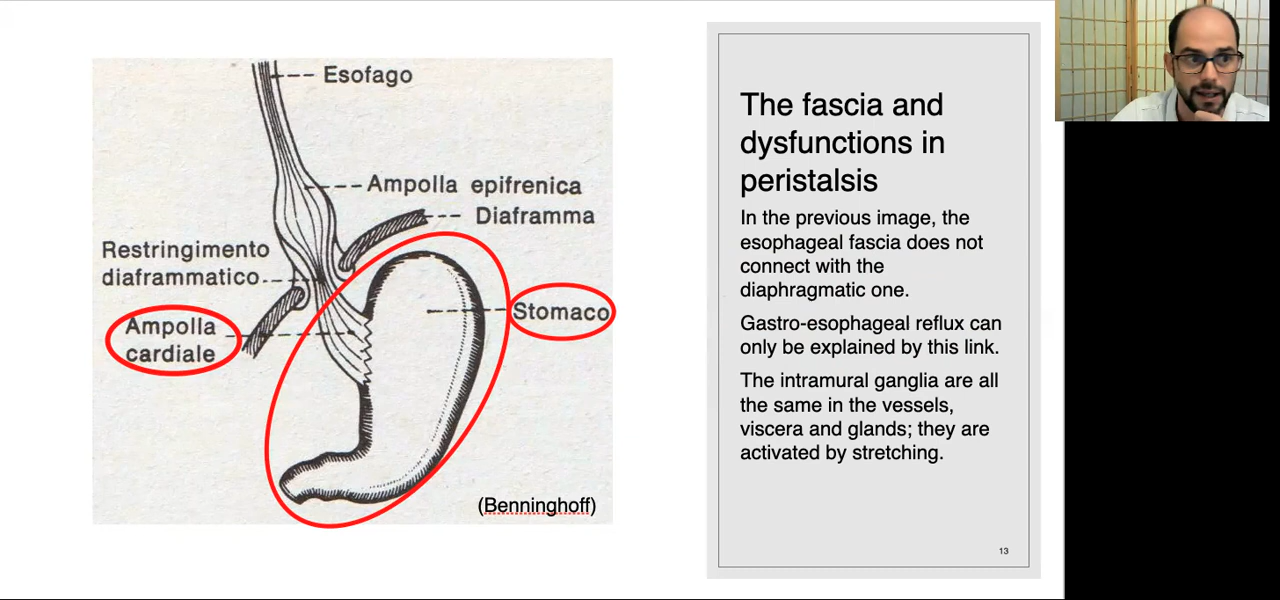 Esofago
Ampolla epifrenica
Diaframma
Restringimento
diaframmatico
Ampolla
cardiale
Stomaco
(Benninghoff)
The fascia and
dysfunctions in
peristalsis
In the previous image, the
esophageal fascia does not
connect with the
diaphragmatic one.
Gastro-esophageal reflux can
only be explained by this link.
The intramural ganglia are all
the same in the vessels,
viscera and glands; they are
activated by stretching.
13